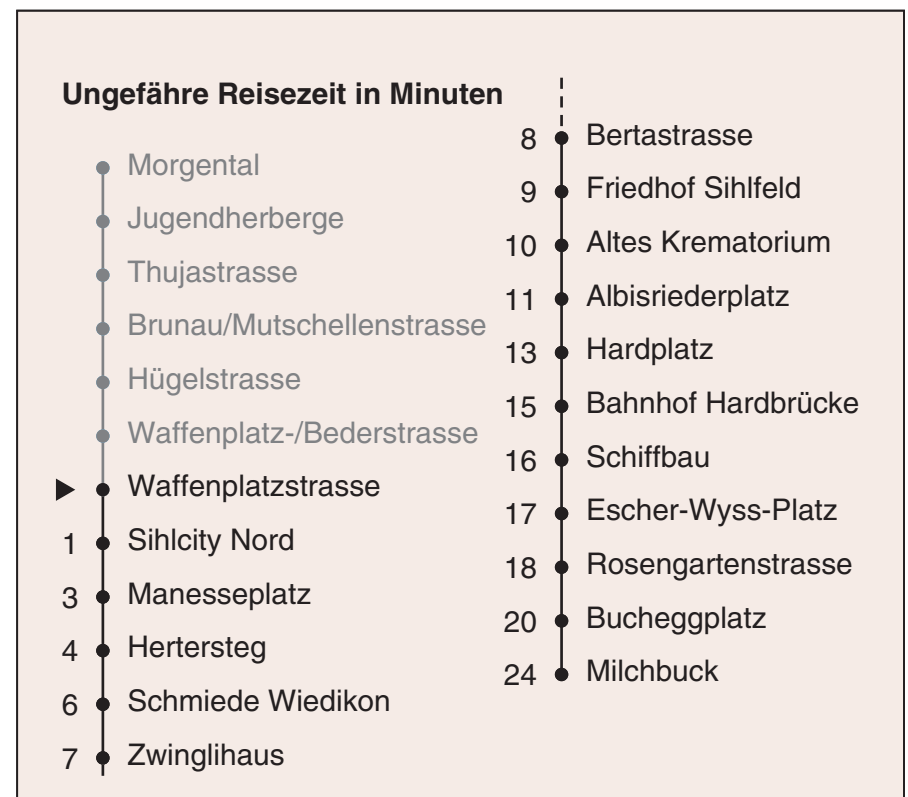 Ungefähre Reisezeit in Minuten
Morgental
Jugendherberge
Thujastrasse
Brunau/Mutschellenstrasse
Hügelstrasse
Waffenplatz-/Bederstrasse
Waffenplatzstrasse
1 Sihlcity Nord
3 Manesseplatz
4 Hertersteg
6 Schmiede Wiedikon
7 Zwinglihaus
8 Bertastrasse
9 Friedhof Sihlfeld
10 Altes Krematorium
11 Albisriederplatz
13 Hardplatz
15 Bahnhof Hardbrücke
16 Schiffbau
17 Escher-Wyss-Platz
18 Rosengartenstrasse
20 Bucheggplatz
24 Milchbuck